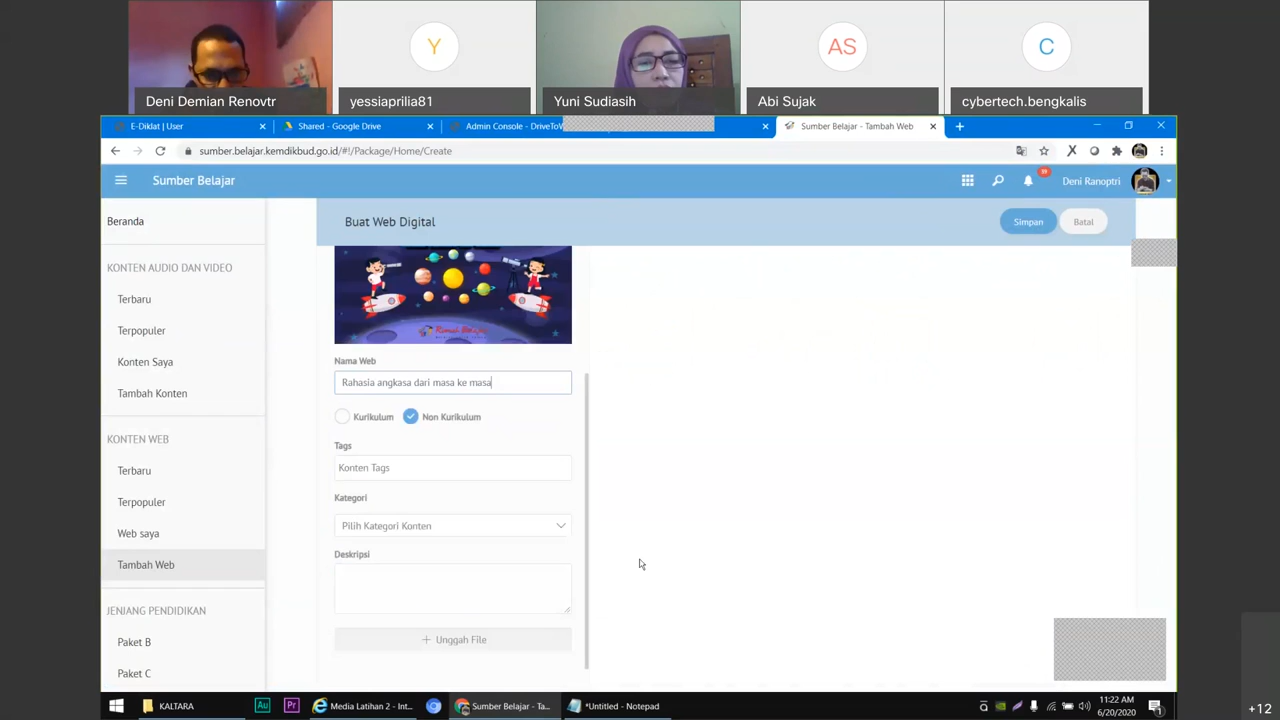 Y
AS
C
Deni Demian Renovtr
yessiaprilia81
Yuni Sudiasih
Abi Sujak
cybertech.bengkalis
E-Diklat | User
Shared - Google Drive
Admin Console - DriveToW
Sumber Belajar - Tambah Web
sumber.belajar.kemdikbud.go.id/#!/Package/Home/Create
Sumber Belajar
Deni Ranoptri
Beranda
KONTEN AUDIO DAN VIDEO
Terbaru
Terpopuler
Konten Saya
Tambah Konten
KONTEN WEB
Terbaru
Terpopuler
Web saya
Tambah Web
JENJANG PENDIDIKAN
Paket B
Paket C
Buat Web Digital
Simpan
Batal
Rumah Belajar
Nama Web
Rahasia angkasa dari masa ke masa
Kurikulum
Non Kurikulum
Tags
Konten Tags
Kategori
Pilih Kategori Konten
Deskripsi
+ Unggah File
KALTARA
Au
Pr
Media Latihan 2 - Int...
Sumber Belajar - Ta...
*Untitled - Notepad
11:22 AM
6/20/2020
1
+12